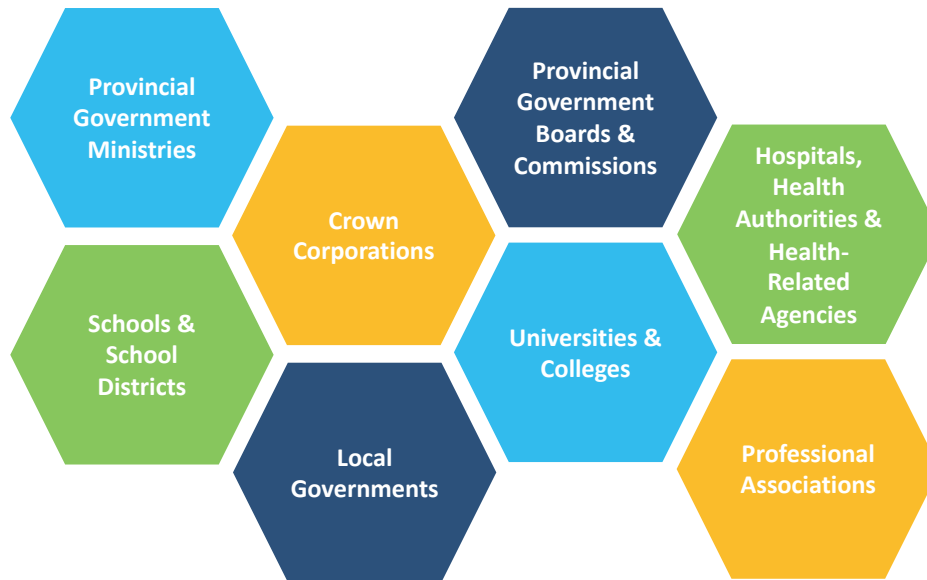 Provincial
Government
Ministries
Crown
Corporations
Provincial
Government
Boards &
Commissions
Hospitals,
Health
Authorities &
Health-
Related
Agencies
Schools &
School
Districts
Local
Governments
Universities &
Colleges
Professional
Associations